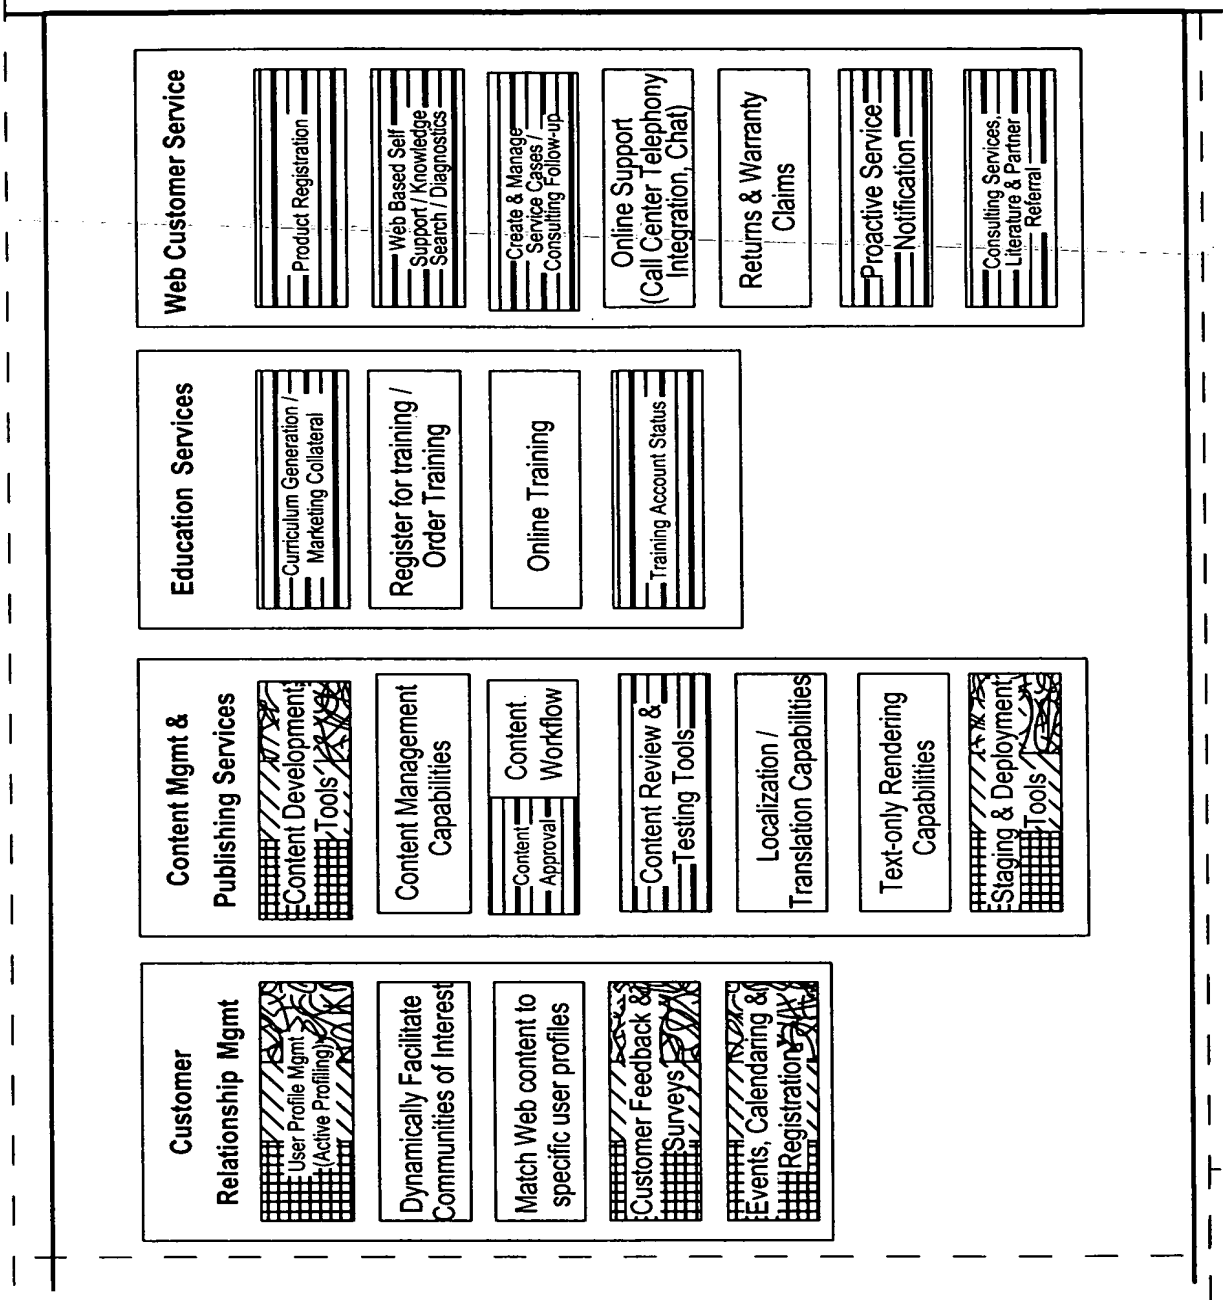 Customer
Relationship Mgmt
User Profile Mgmt
(Active Profiling)
Dynamically Facilitate
Communities of Interest
Match Web content to
specific user profiles
Customer Feedback &
Surveys
Events, Calendaring &
Registration
Content Mgmt &
Publishing Services
Content Development
Tools
Content Management
Capabilities
Content
Approval
Content
Workflow
Content Review &
Testing Tools
Localization /
Translation Capabilities
Text-only Rendering
Capabilities
Staging & Deployment
Tools
Education Services
Curriculum Generation /
Marketing Collateral
Register for training /
Order Training
Online Training
Training Account Status
Web Customer Service
Product Registration
Web Based Self
Support / Knowledge
Search / Diagnostics
Create & Manage
Service Cases /
Consulting Follow-up
Online Support
(Call Center Telephony
Integration, Chat)
Returns & Warranty
Claims
Proactive Service
Notification
Consulting Services,
Literature & Partner
Referral